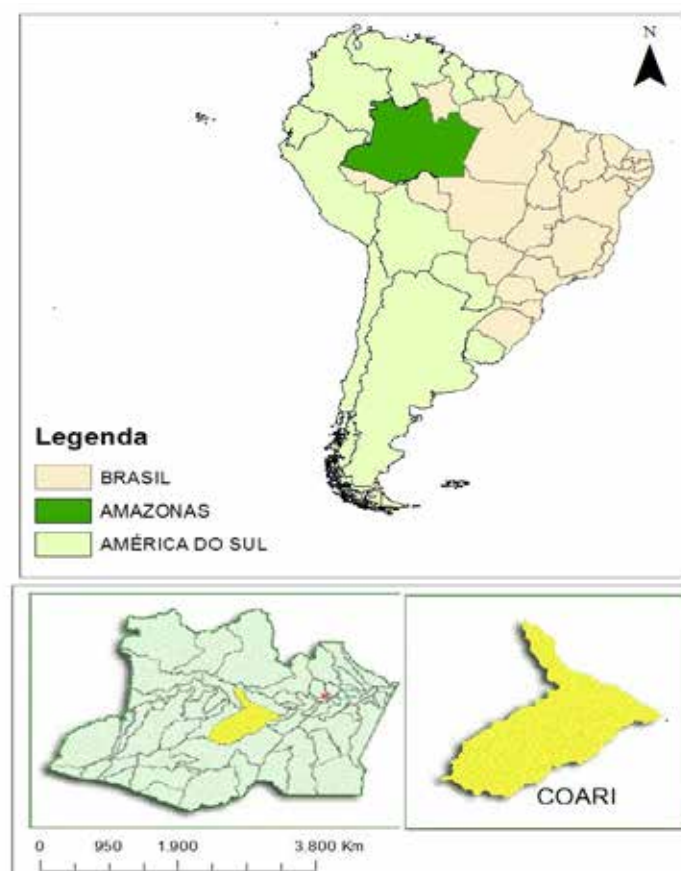 N
Legenda
BRASIL
AMAZONAS
AMÉRICA DO SUL
COARI
0 950 1.900 3.800 Km